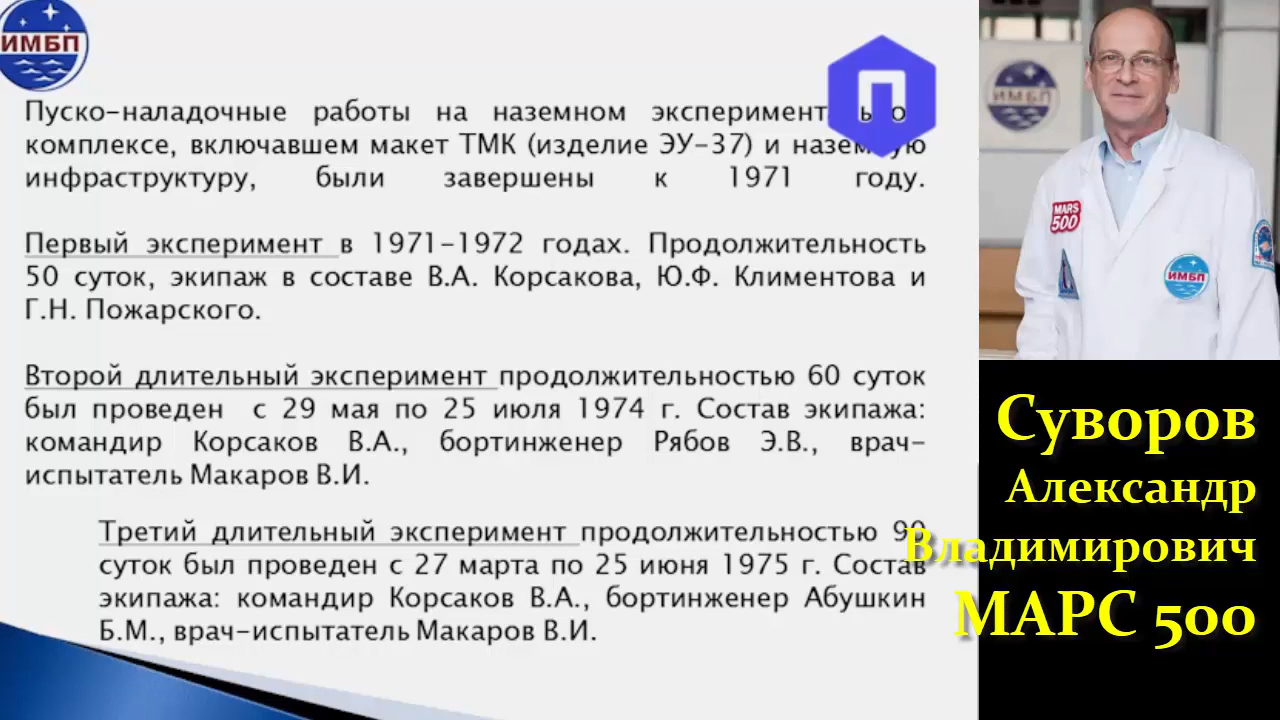 ИМБП
Пуско-наладочные работы на наземном
комплексе, включавшем макет ТМК (изделие ЭУ-37) и
инфраструктуру, были завершены к 1971 году.
Первый эксперимент в 1971-1972 годах. Продолжительность
50 суток, экипаж в составе В.А. Корсакова, Ю.Ф. Климентова и
Г.Н. Пожарского.
Второй длительный эксперимент продолжительностью 60 суток
был проведен с 29 мая по 25 июля 1974 г. Состав экипажа:
командир Корсаков В.А., бортинженер Рябов Э.В., врач-
испытатель Макаров В.И.
Третий длительный эксперимент продолжительностью 90
суток был проведен с 27 марта по 25 июня 1975 г. Состав
экипажа: командир Корсаков В.А., бортинженер Абушкин
Б.М., врач-испытатель Макаров В.И.
П
ИМБП
MARS
500
ИМБП
Суворов
Александр
Владимирович
МАРС 500